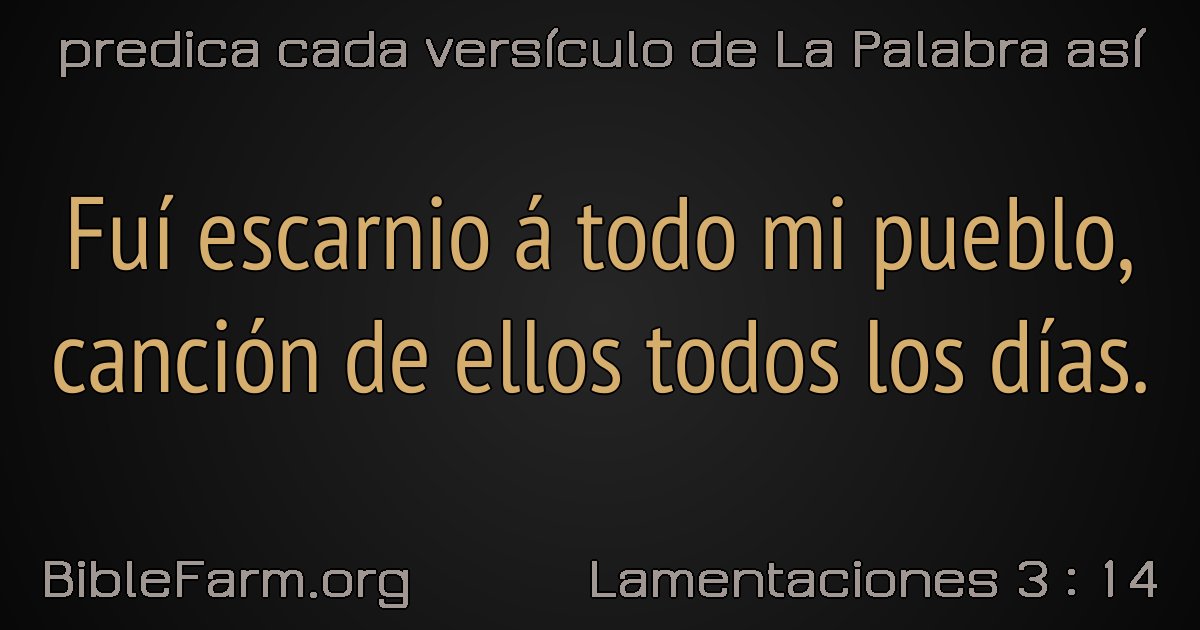 predica cada versículo de La Palabra así
Fuí escarnio á todo mi pueblo,
canción de ellos todos los días.
BibleFarm.org
Lamentaciones 3 : 14